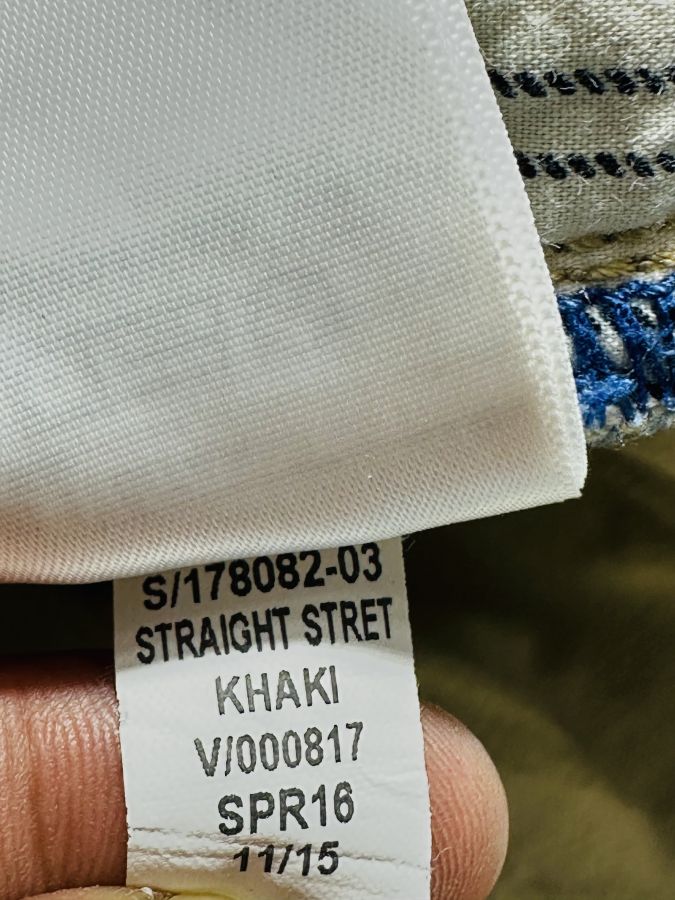 S/178082-03
STRAIGHT STRET
KHAKI
V/000817
SPR16
11/15